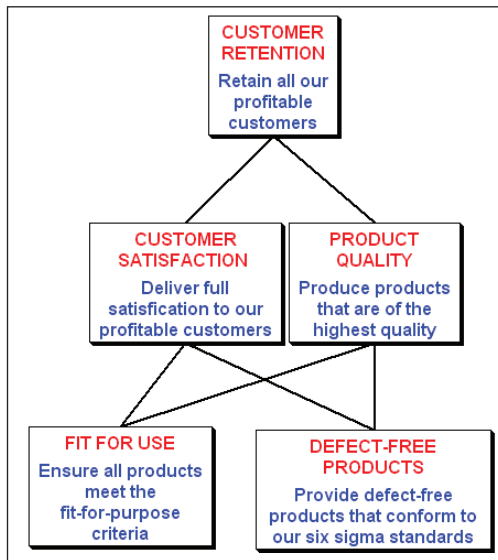 CUSTOMER
RETENTION
Retain all our
profitable
customers
CUSTOMER
SATISFACTION
Deliver full
satisfication to our
profitable customers
PRODUCT
QUALITY
Produce products
that are of the
highest quality
FIT FOR USE
Ensure all products
meet the
fit-for-purpose
criteria
DEFECT-FREE
PRODUCTS
Provide defect-free
products that conform to
our six sigma standards